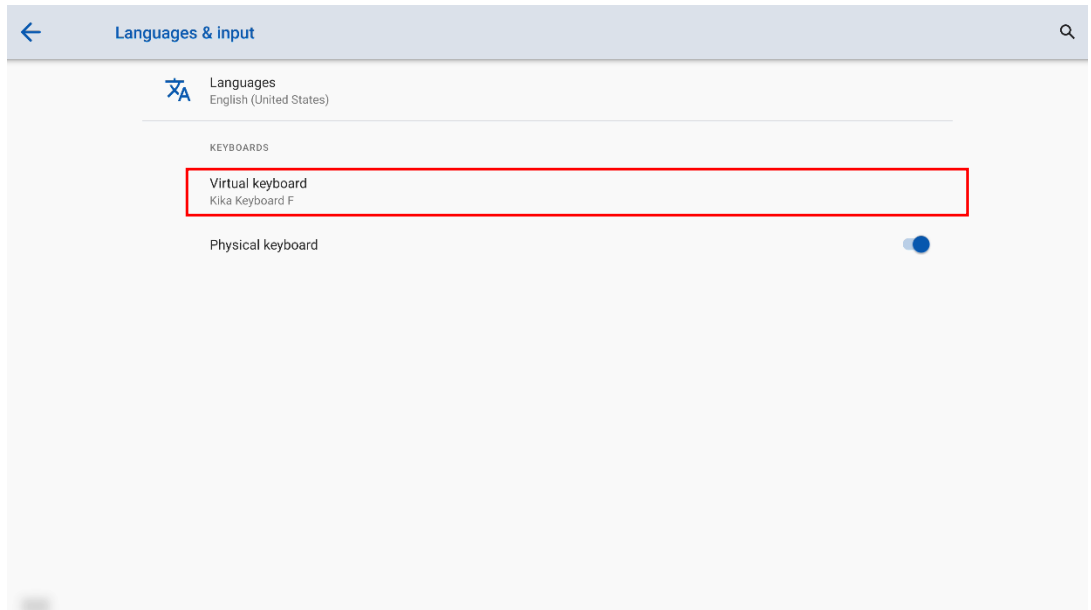 Languages & input
Languages
English (United States)
KEYBOARDS
Virtual keyboard
Kika Keyboard F
Physical keyboard